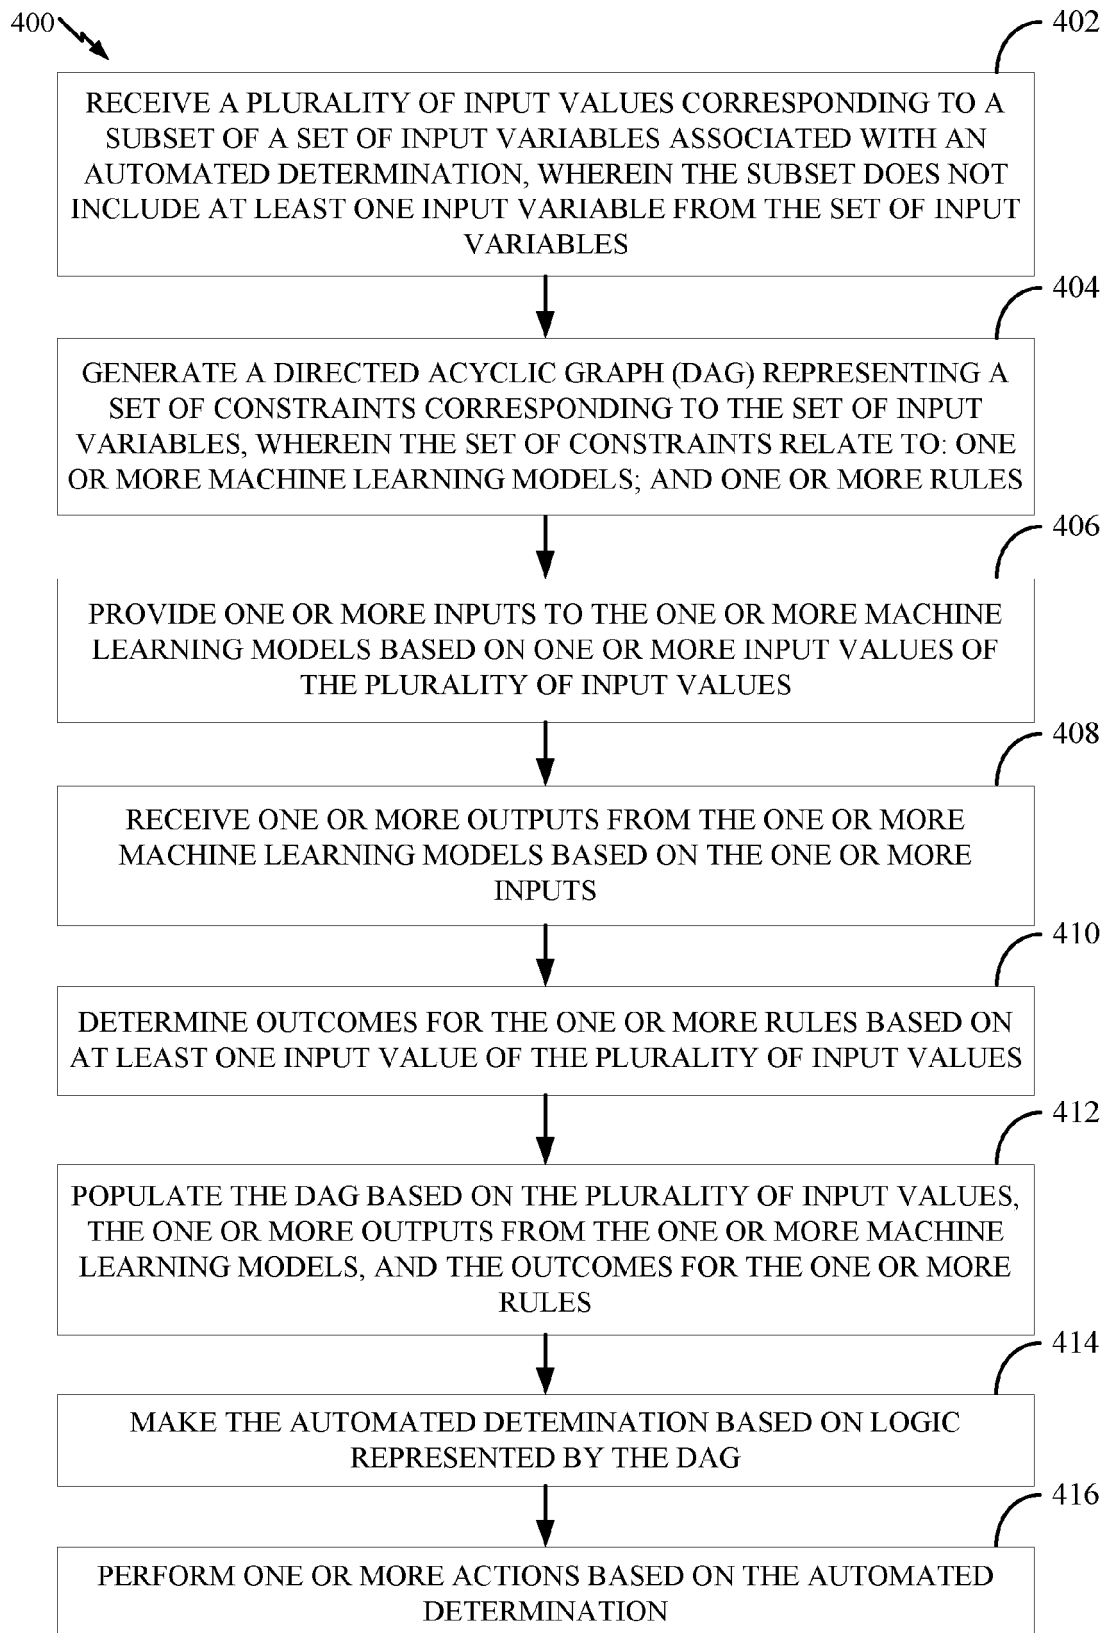 400
402
RECEIVE A PLURALITY OF INPUT VALUES CORRESPONDING TO A
SUBSET OF A SET OF INPUT VARIABLES ASSOCIATED WITH AN
AUTOMATED DETERMINATION, WHEREIN THE SUBSET DOES NOT
INCLUDE AT LEAST ONE INPUT VARIABLE FROM THE SET OF INPUT
VARIABLES
404
GENERATE A DIRECTED ACYCLIC GRAPH (DAG) REPRESENTING A
SET OF CONSTRAINTS CORRESPONDING TO THE SET OF INPUT
VARIABLES, WHEREIN THE SET OF CONSTRAINTS RELATE TO: ONE
OR MORE MACHINE LEARNING MODELS; AND ONE OR MORE RULES
406
PROVIDE ONE OR MORE INPUTS TO THE ONE OR MORE MACHINE
LEARNING MODELS BASED ON ONE OR MORE INPUT VALUES OF
THE PLURALITY OF INPUT VALUES
408
RECEIVE ONE OR MORE OUTPUTS FROM THE ONE OR MORE
MACHINE LEARNING MODELS BASED ON THE ONE OR MORE
INPUTS
410
DETERMINE OUTCOMES FOR THE ONE OR MORE RULES BASED ON
AT LEAST ONE INPUT VALUE OF THE PLURALITY OF INPUT VALUES
412
POPULATE THE DAG BASED ON THE PLURALITY OF INPUT VALUES,
THE ONE OR MORE OUTPUTS FROM THE ONE OR MORE MACHINE
LEARNING MODELS, AND THE OUTCOMES FOR THE ONE OR MORE
RULES
414
MAKE THE AUTOMATED DETEMINATION BASED ON LOGIC
REPRESENTED BY THE DAG
416
PERFORM ONE OR MORE ACTIONS BASED ON THE AUTOMATED
DETERMINATION